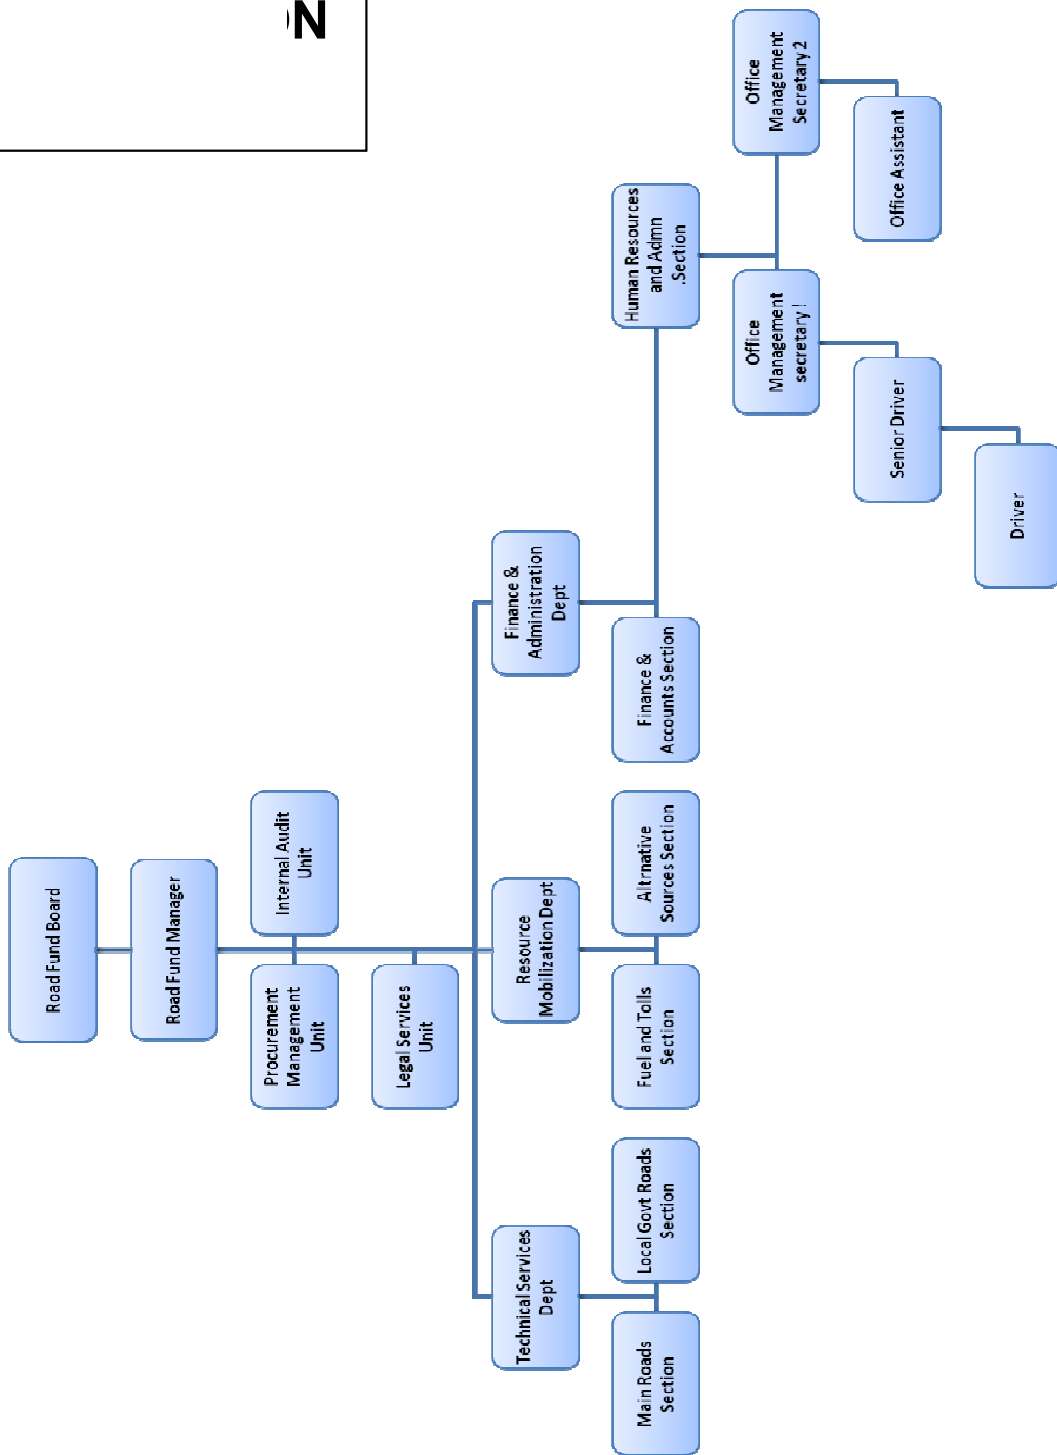 Road Fund Board
Road Fund Manager
Procurement
Management
Unit
Internal Audit
Unit
Legal Services
Unit
Technical Services
Dept
Resource
Mobilization Dept
Finance &
Administration
Dept
Main Roads
Section
Local Govt Roads
Section
Fuel and Tolls
Section
Altrnative
Sources Section
Finance &
Accounts Section
Human Resources
and Admn
.Section
Office
Management
secretary I
Office
Management
Secretary 2
Senior Driver
Office Assistant
Driver
N